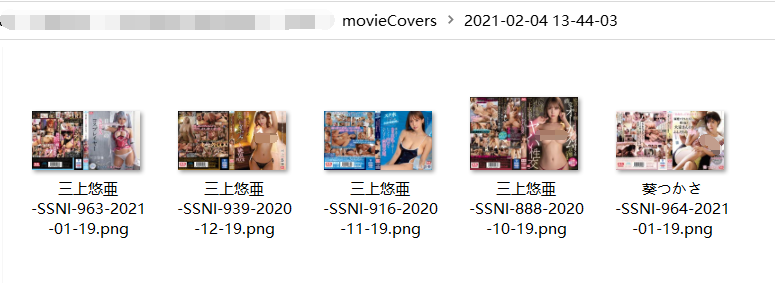 movieCovers > 2021-02-04 13-44-03
三上悠亜
-SSNI-963-2021
-01-19.png
三上悠亜
-SSNI-939-2020
-12-19.png
三上悠亜
-SSNI-916-2020
-11-19.png
三上悠亜
-SSNI-888-2020
-10-19.png
葵つかさ
-SSNI-964-2021
-01-19.png